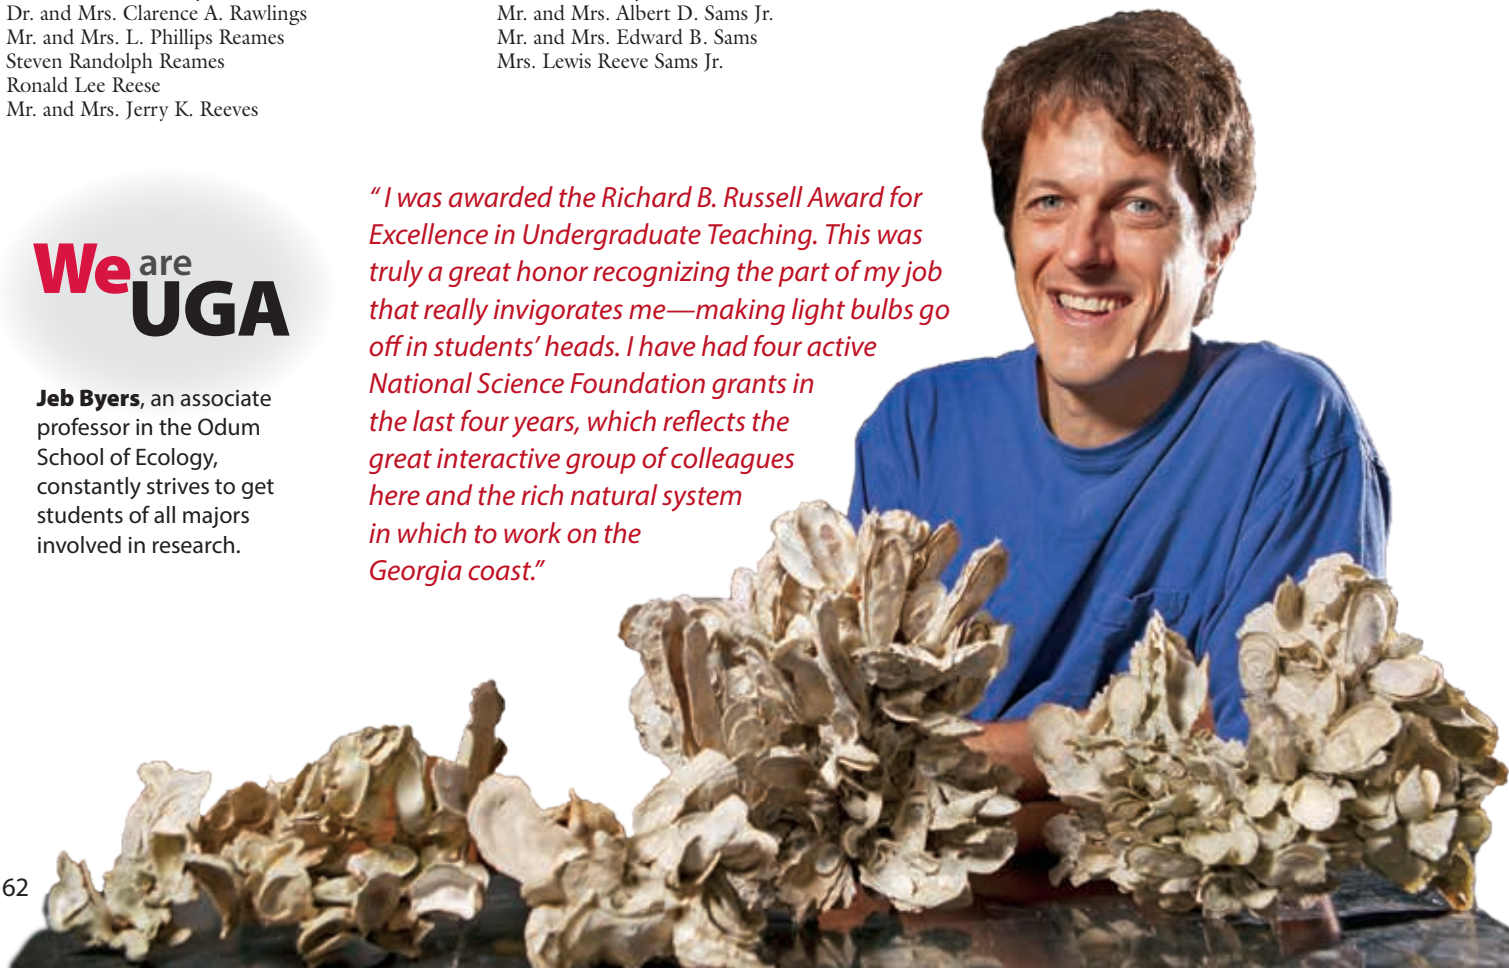 Dr. and Mrs. Clarence A. Rawlings
Mr. and Mrs. L. Phillips Reames
Steven Randolph Reames
Ronald Lee Reese
Mr. and Mrs. Jerry K. Reeves
Mr. and Mrs. Albert D. Sams Jr.
Mr. and Mrs. Edward B. Sams
Mrs. Lewis Reeve Sams Jr.
We are
UGA
Jeb Byers, an associate
professor in the Odum
School of Ecology,
constantly strives to get
students of all majors
involved in research.
“ I was awarded the Richard B. Russell Award for
Excellence in Undergraduate Teaching. This was
truly a great honor recognizing the part of my job
that really invigorates me—making light bulbs go
off in students’ heads. I have had four active
National Science Foundation grants in
the last four years, which reflects the
great interactive group of colleagues
here and the rich natural system
in which to work on the
Georgia coast.”
62